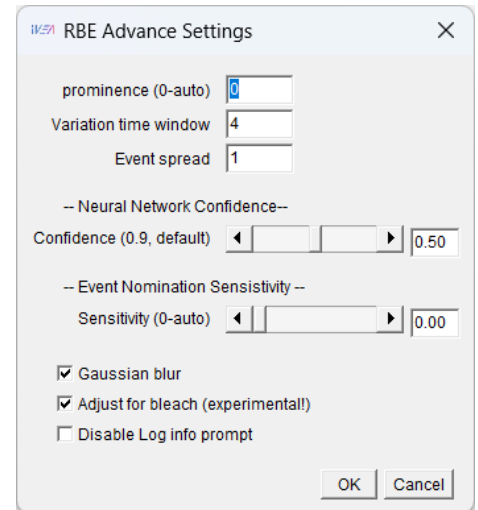 RBE Advance Settings
prominence (0-auto) 0
Variation time window 4
Event spread 1
-- Neural Network Confidence--
Confidence (0.9, default) 0.50
-- Event Nomination Sensistivity --
Sensitivity (0-auto) 0.00
Gaussian blur
Adjust for bleach (experimental!)
Disable Log info prompt
OK Cancel